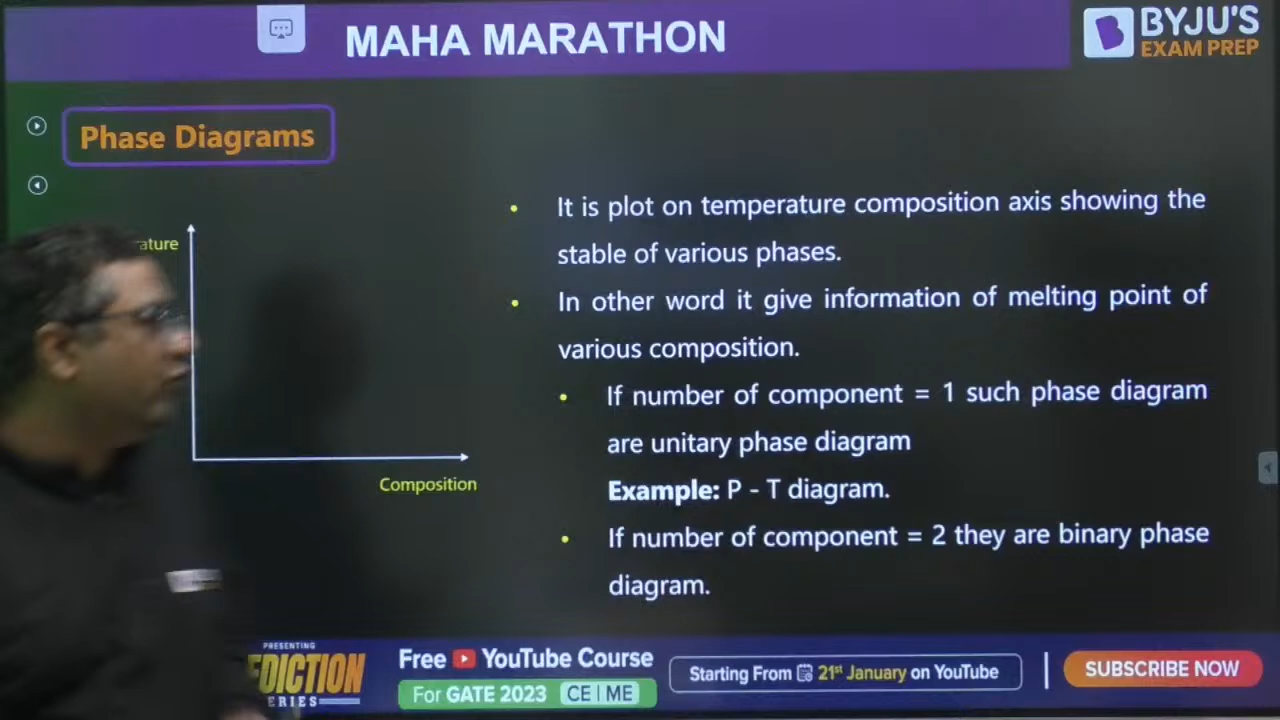 MAHA MARATHON
BYJU'S
EXAM PREP
Phase Diagrams
Composition
• It is plot on temperature composition axis showing the
stable of various phases.
• In other word it give information of melting point of
various composition.
• If number of component = 1 such phase diagram
are unitary phase diagram
Example: P - T diagram.
• If number of component = 2 they are binary phase
diagram.
PRESENTING
Free YouTube Course
For GATE 2023 CE | ME
Starting From 21st January on YouTube
SUBSCRIBE NOW